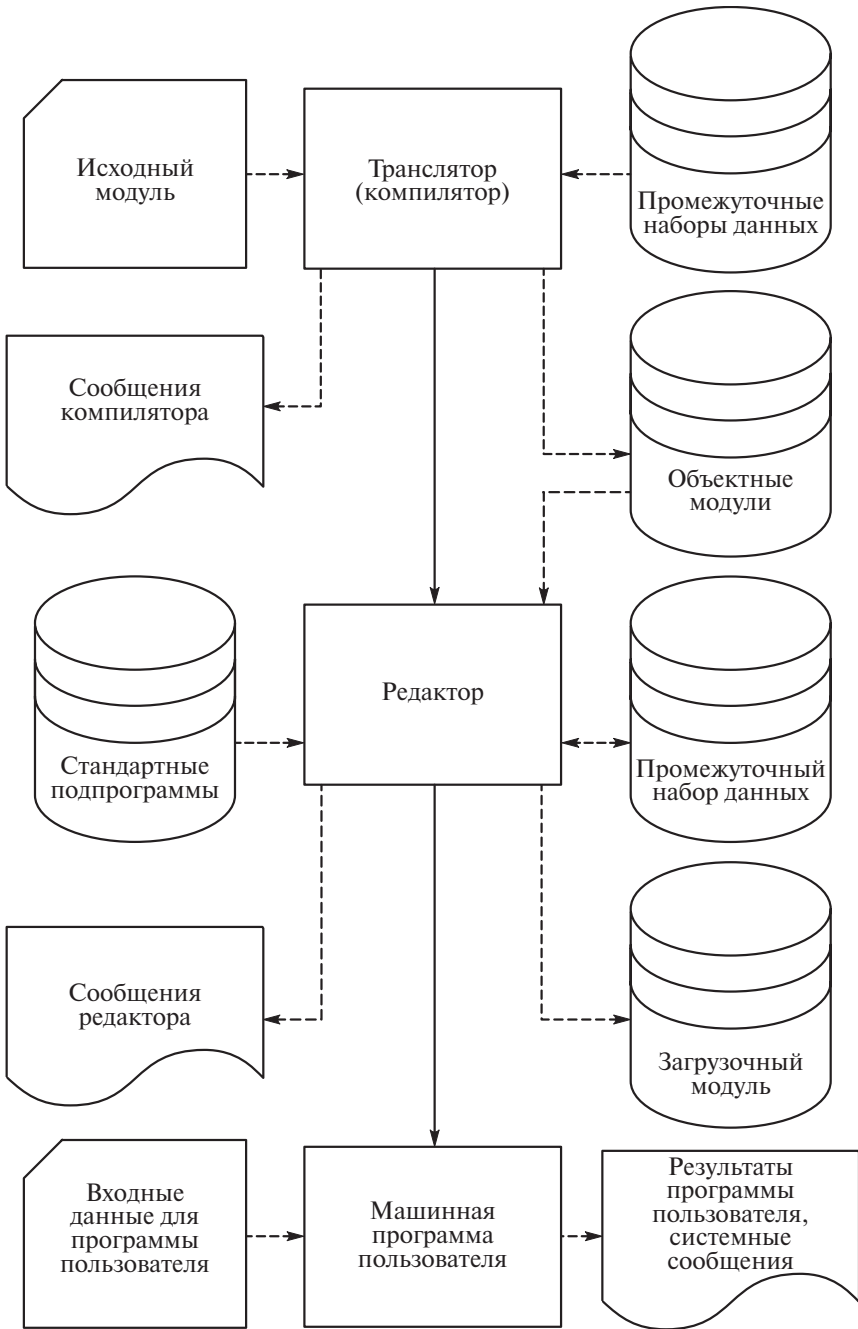 Исходный
модуль
Транслятор
(компилятор)
Промежуточные
наборы данных
Сообщения
компилятора
Объектные
модули
Стандартные
подпрограммы
Редактор
Промежуточный
набор данных
Сообщения
редактора
Загрузочный
модуль
Входные
данные для
программы
пользователя
Машинная
программа
пользователя
Результаты
программы
пользователя,
системные
сообщения